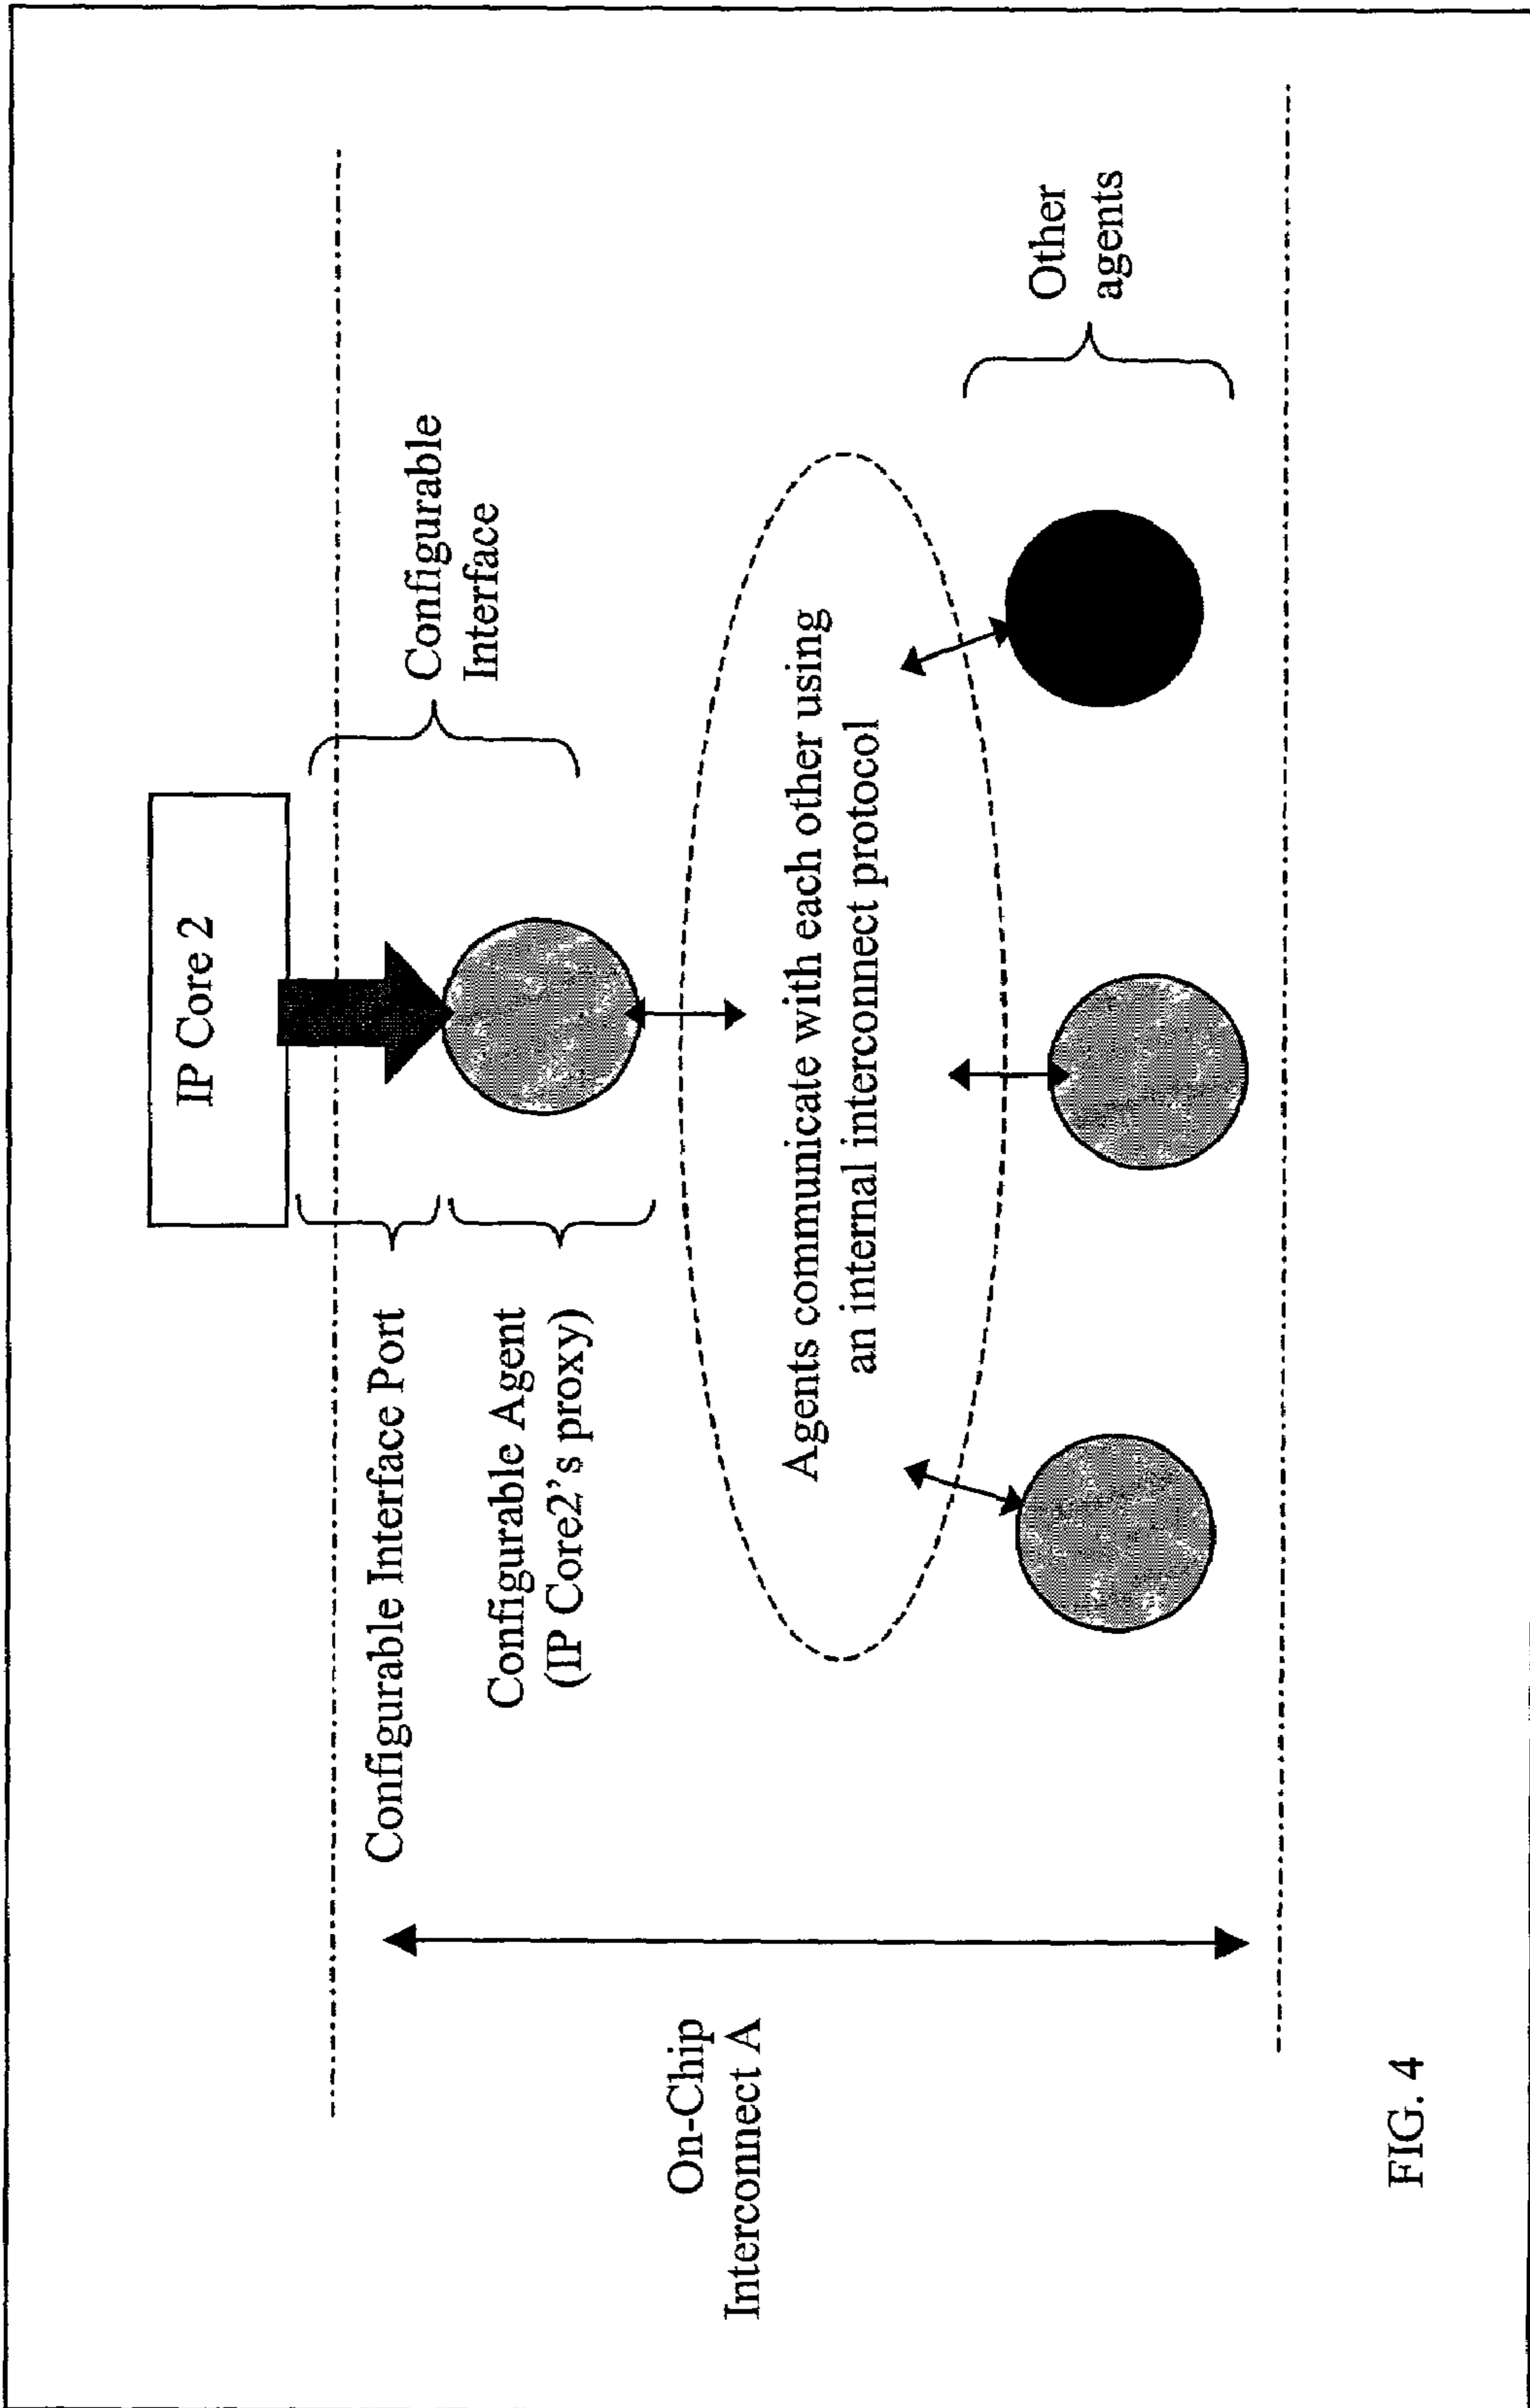 IP Core 2
Configurable
Interface
Configurable Interface Port
Configurable Agent
(IP Core2's proxy)
On-Chip
Interconnect A
Agents communicate with each other using
an internal interconnect protocol
Other
agents
FIG. 4